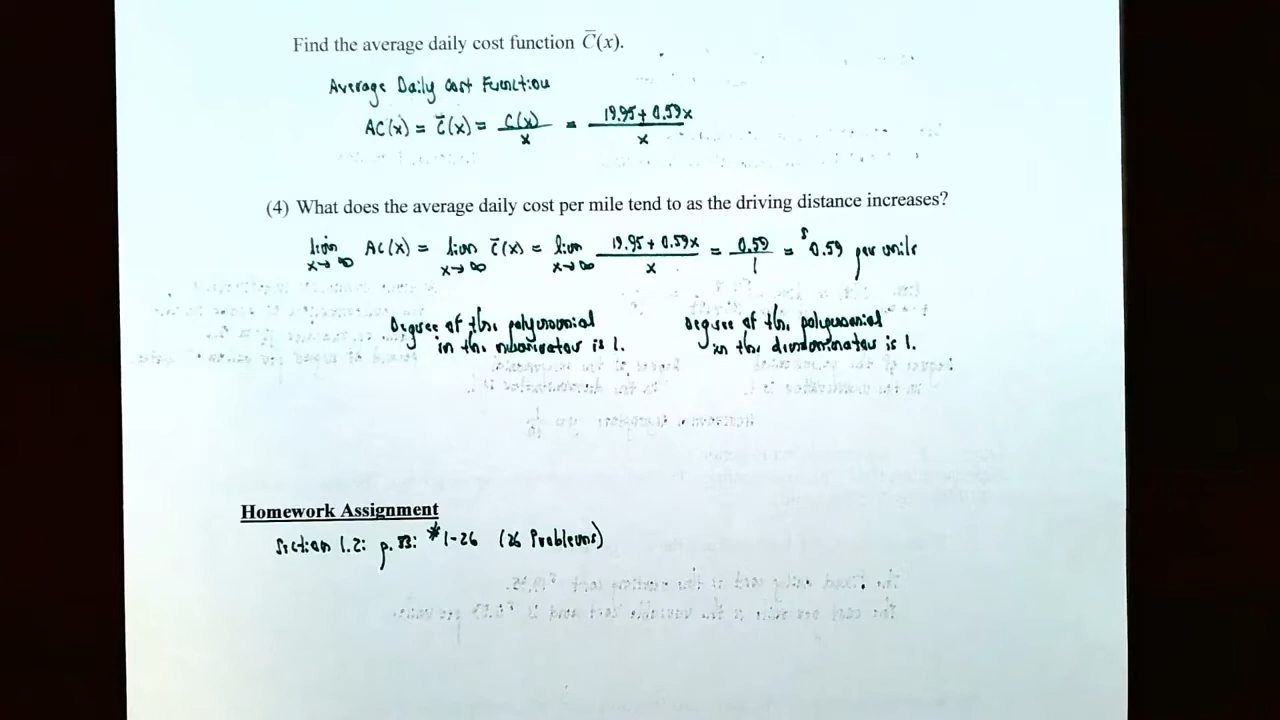 Find the average daily cost function C̅(x).
Average Daily Cost Function
AC(x) = C̅(x) = C(x)/x = (19.95 + 0.59x)/x
(4) What does the average daily cost per mile tend to as the driving distance increases?
lim x→∞ AC(x) = lim x→∞ C̅(x) = lim x→∞ (19.95 + 0.59x)/x = 0.59/1 = $0.59 per mile
Degree of the polynomial Degree of the polynomial
in the numerator is 1. in the denominator is 1.
Homework Assignment
Section 1.2: p. #1-26 (26 Problems)